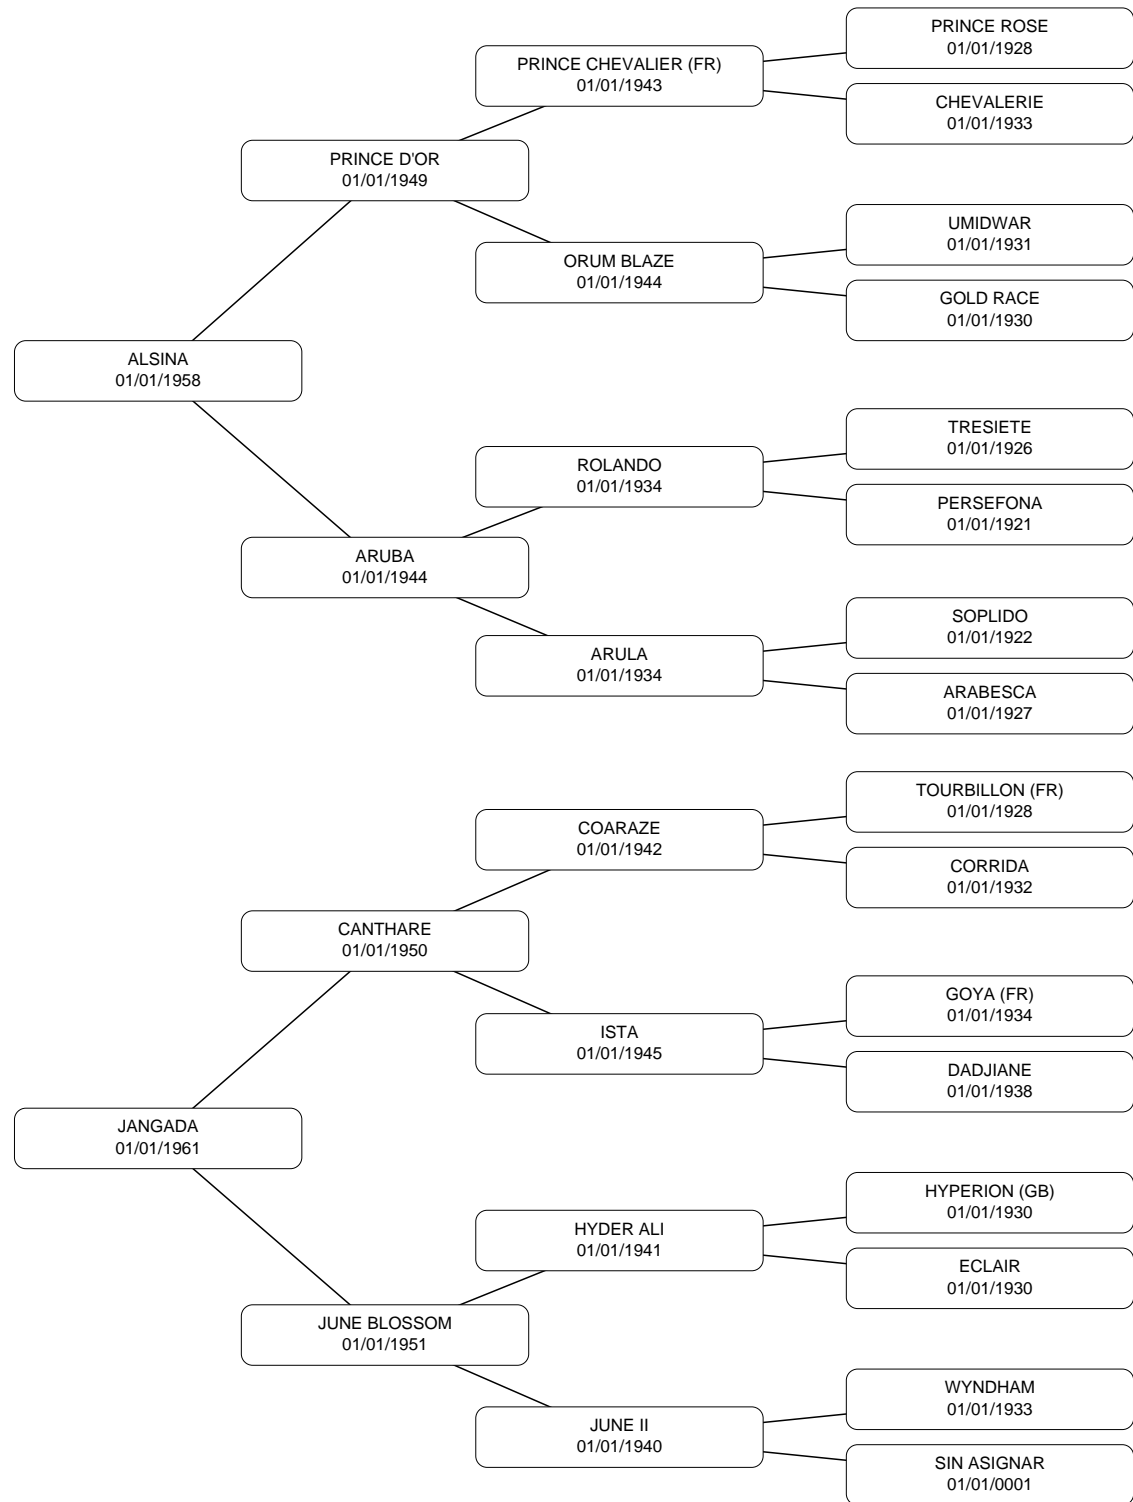 PRINCE ROSE
01/01/1928
PRINCE CHEVALIER (FR)
01/01/1943
CHEVALERIE
01/01/1933
PRINCE D'OR
01/01/1949
UMIDWAR
01/01/1931
ORUM BLAZE
01/01/1944
GOLD RACE
01/01/1930
ALSINA
01/01/1958
TRESIETE
01/01/1926
ROLANDO
01/01/1934
PERSEFONA
01/01/1921
ARUBA
01/01/1944
SOPLIDO
01/01/1922
ARULA
01/01/1934
ARABESCA
01/01/1927
TOURBILLON (FR)
01/01/1928
COARAZE
01/01/1942
CORRIDA
01/01/1932
CANTHARE
01/01/1950
GOYA (FR)
01/01/1934
ISTA
01/01/1945
DADJIANE
01/01/1938
JANGADA
01/01/1961
HYPERION (GB)
01/01/1930
HYDER ALI
01/01/1941
ECLAIR
01/01/1930
JUNE BLOSSOM
01/01/1951
WYNDHAM
01/01/1933
JUNE II
01/01/1940
SIN ASIGNAR
01/01/0001